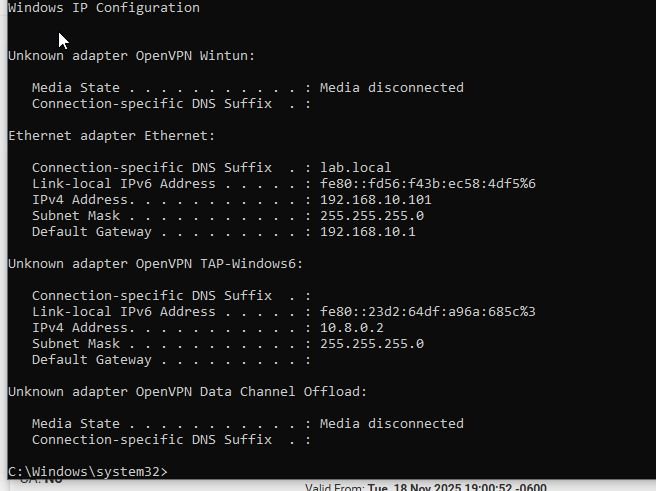 Windows IP Configuration
Unknown adapter OpenVPN Wintun:
Media State . . . . . . . . . . . : Media disconnected
Connection-specific DNS Suffix  . :
Ethernet adapter Ethernet:
Connection-specific DNS Suffix  . : lab.local
Link-local IPv6 Address . . . . . : fe80::fd56:f43b:ec58:4df5%6
IPv4 Address. . . . . . . . . . . : 192.168.10.101
Subnet Mask . . . . . . . . . . . : 255.255.255.0
Default Gateway . . . . . . . . . : 192.168.10.1
Unknown adapter OpenVPN TAP-Windows6:
Connection-specific DNS Suffix  . :
Link-local IPv6 Address . . . . . : fe80::23d2:64df:a96a:685c%3
IPv4 Address. . . . . . . . . . . : 10.8.0.2
Subnet Mask . . . . . . . . . . . : 255.255.255.0
Default Gateway . . . . . . . . . :
Unknown adapter OpenVPN Data Channel Offload:
Media State . . . . . . . . . . . : Media disconnected
Connection-specific DNS Suffix  . :
C:\Windows\system32>
CA: No
Valid From: Tue, 18 Nov 2025 19:00:52 -0600